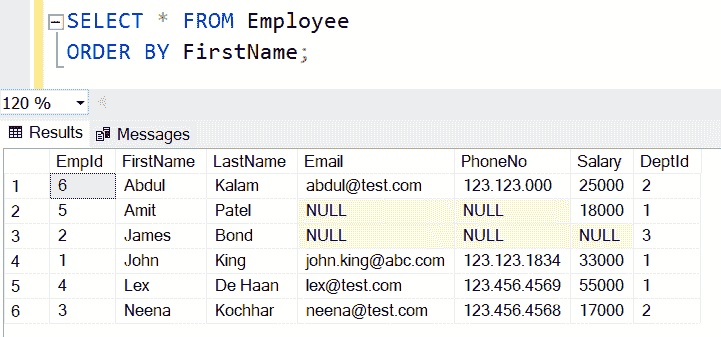 SELECT * FROM Employee
ORDER BY FirstName;
120 %
Results Messages
EmpId FirstName LastName Email PhoneNo Salary DeptId
1 6 Abdul Kalam abdul@test.com 123.123.000 25000 2
2 5 Amit Patel NULL NULL 18000 1
3 2 James Bond NULL NULL NULL 3
4 1 John King john.king@abc.com 123.123.1834 33000 1
5 4 Lex De Haan lex@test.com 123.456.4569 55000 1
6 3 Neena Kochhar neena@test.com 123.456.4568 17000 2